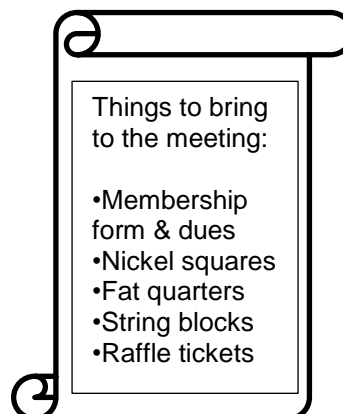 Things to bring
to the meeting:
•Membership
form & dues
•Nickel squares
•Fat quarters
•String blocks
•Raffle tickets